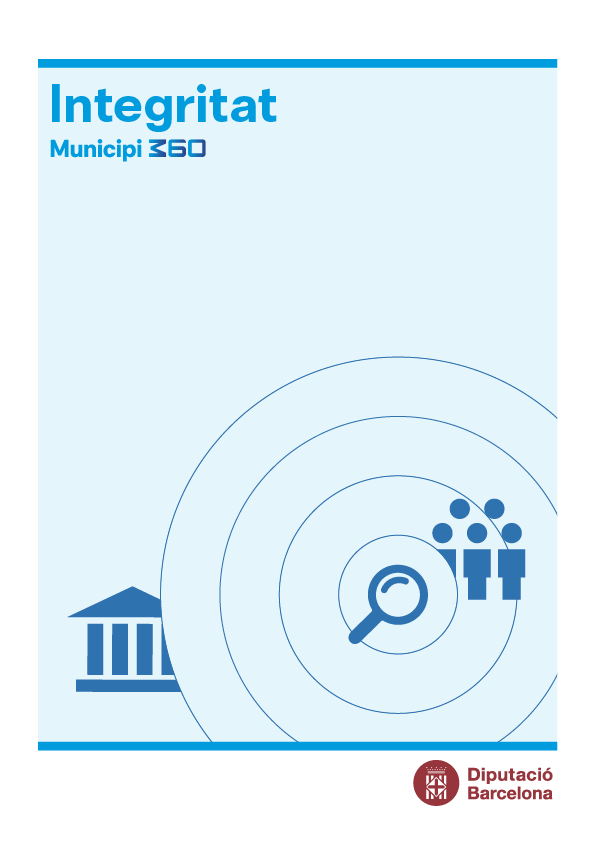 Integritat
Municipi 360
Diputació
Barcelona